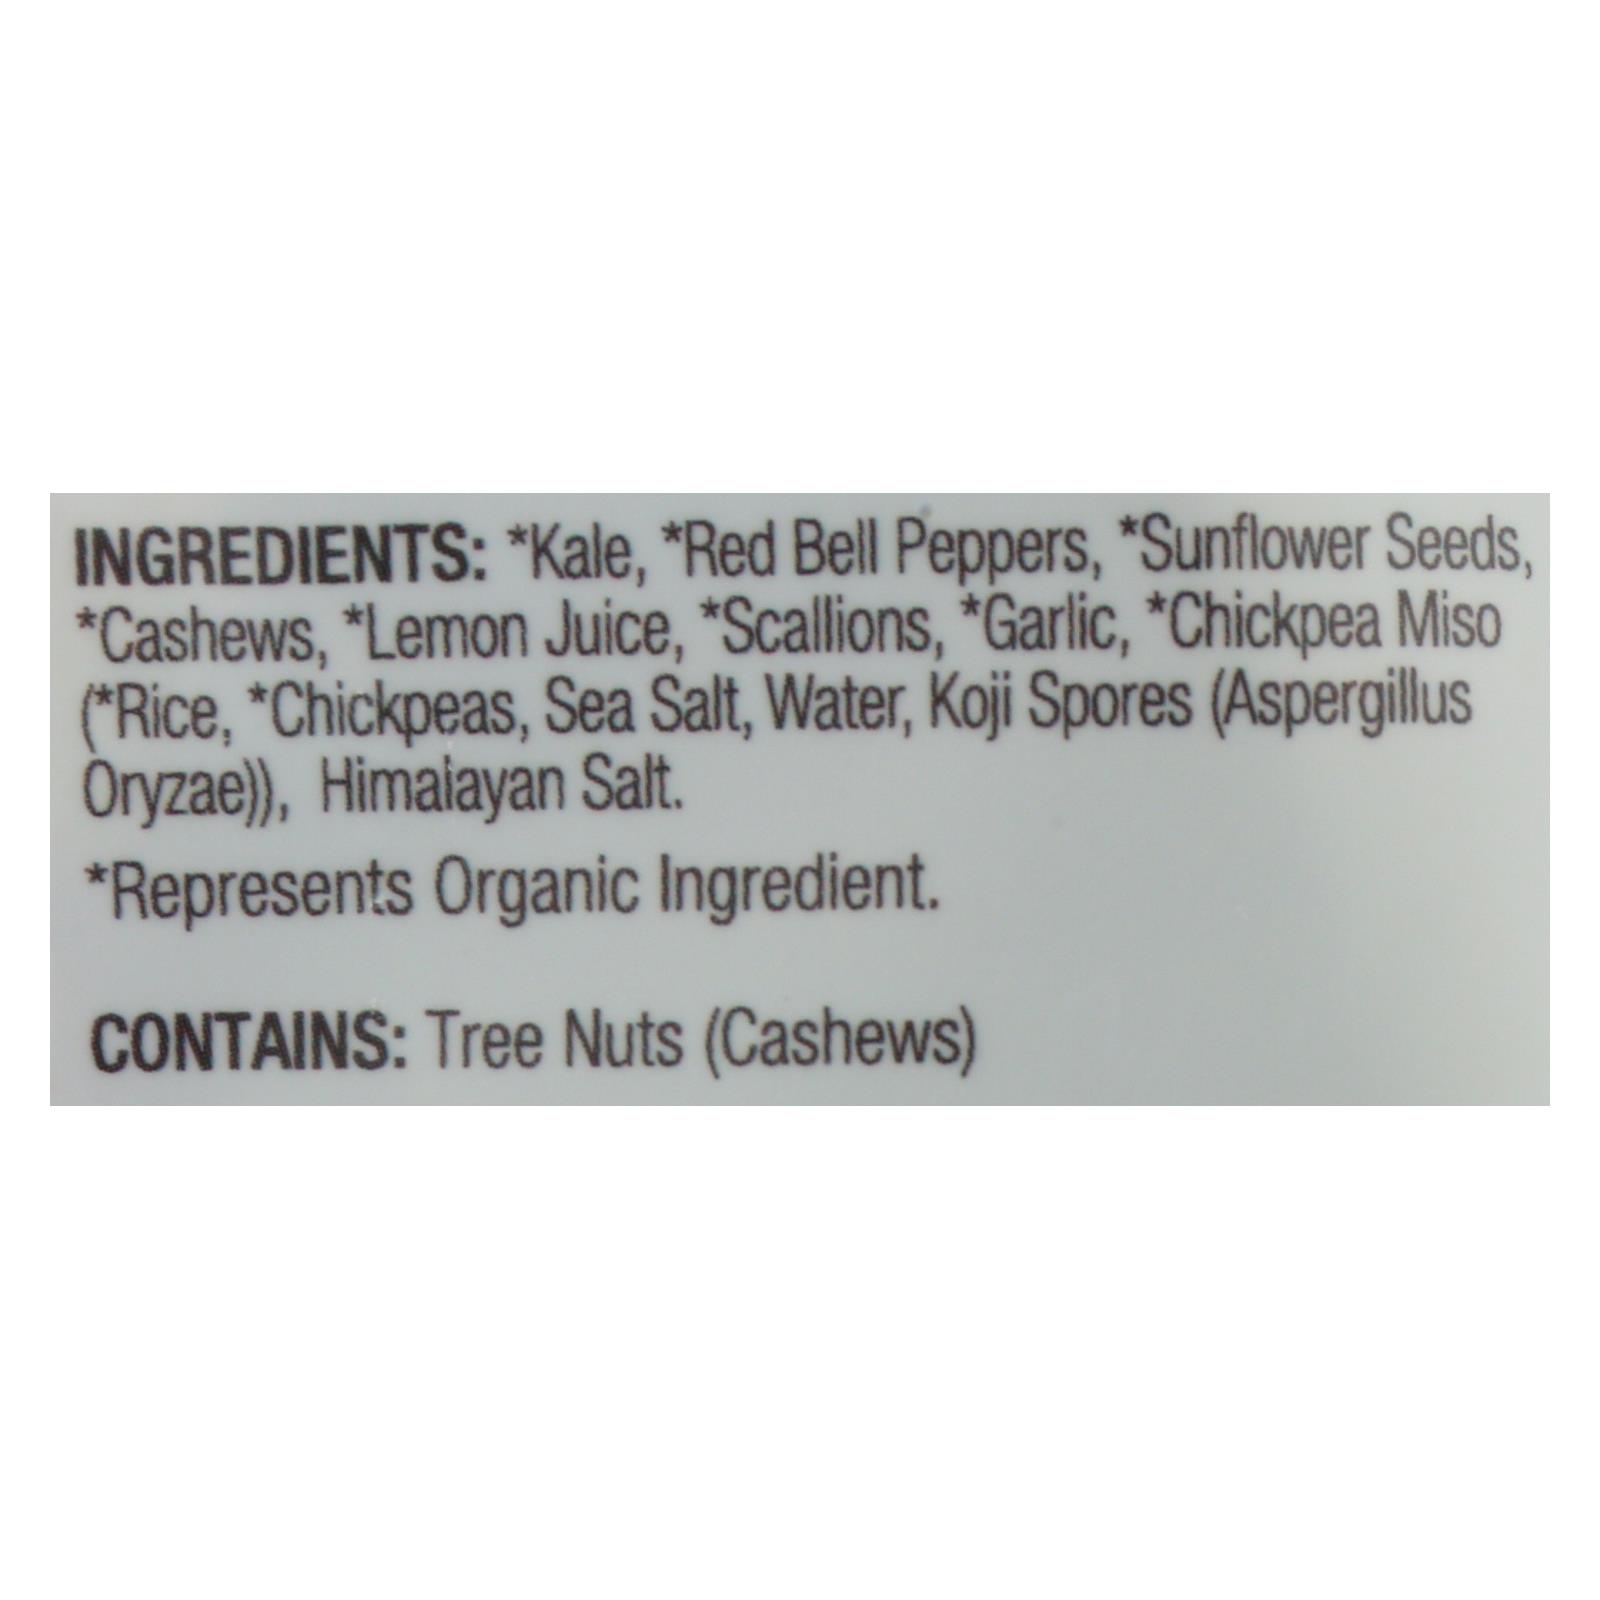 INGREDIENTS: *Kale, *Red Bell Peppers, *Sunflower Seeds,
*Cashews, *Lemon Juice, *Scallions, *Garlic, *Chickpea Miso
(*Rice, *Chickpeas, Sea Salt, Water, Koji Spores (Aspergillus
Oryzae)), Himalayan Salt.
*Represents Organic Ingredient.
CONTAINS: Tree Nuts (Cashews)